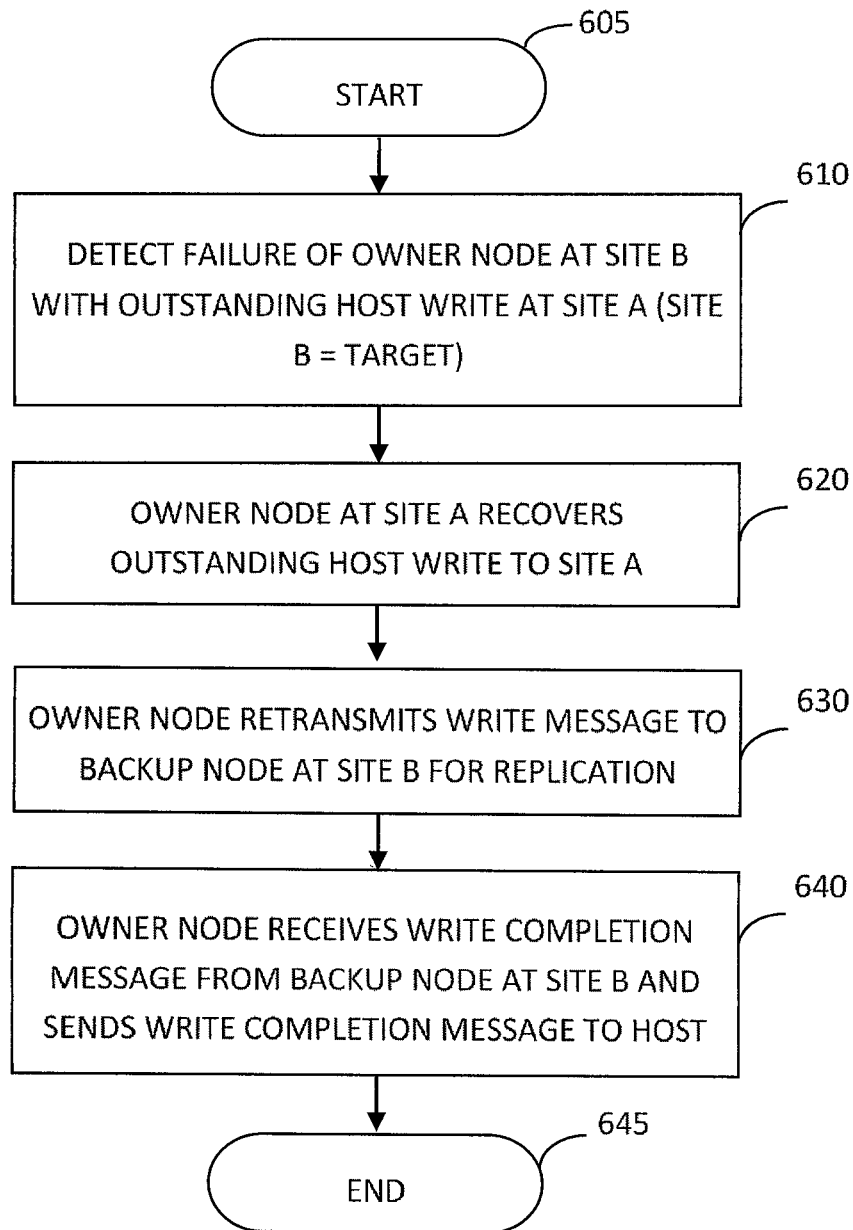 605
START
610
DETECT FAILURE OF OWNER NODE AT SITE B
WITH OUTSTANDING HOST WRITE AT SITE A (SITE
B = TARGET)
620
OWNER NODE AT SITE A RECOVERS
OUTSTANDING HOST WRITE TO SITE A
630
OWNER NODE RETRANSMITS WRITE MESSAGE TO
BACKUP NODE AT SITE B FOR REPLICATION
640
OWNER NODE RECEIVES WRITE COMPLETION
MESSAGE FROM BACKUP NODE AT SITE B AND
SENDS WRITE COMPLETION MESSAGE TO HOST
645
END